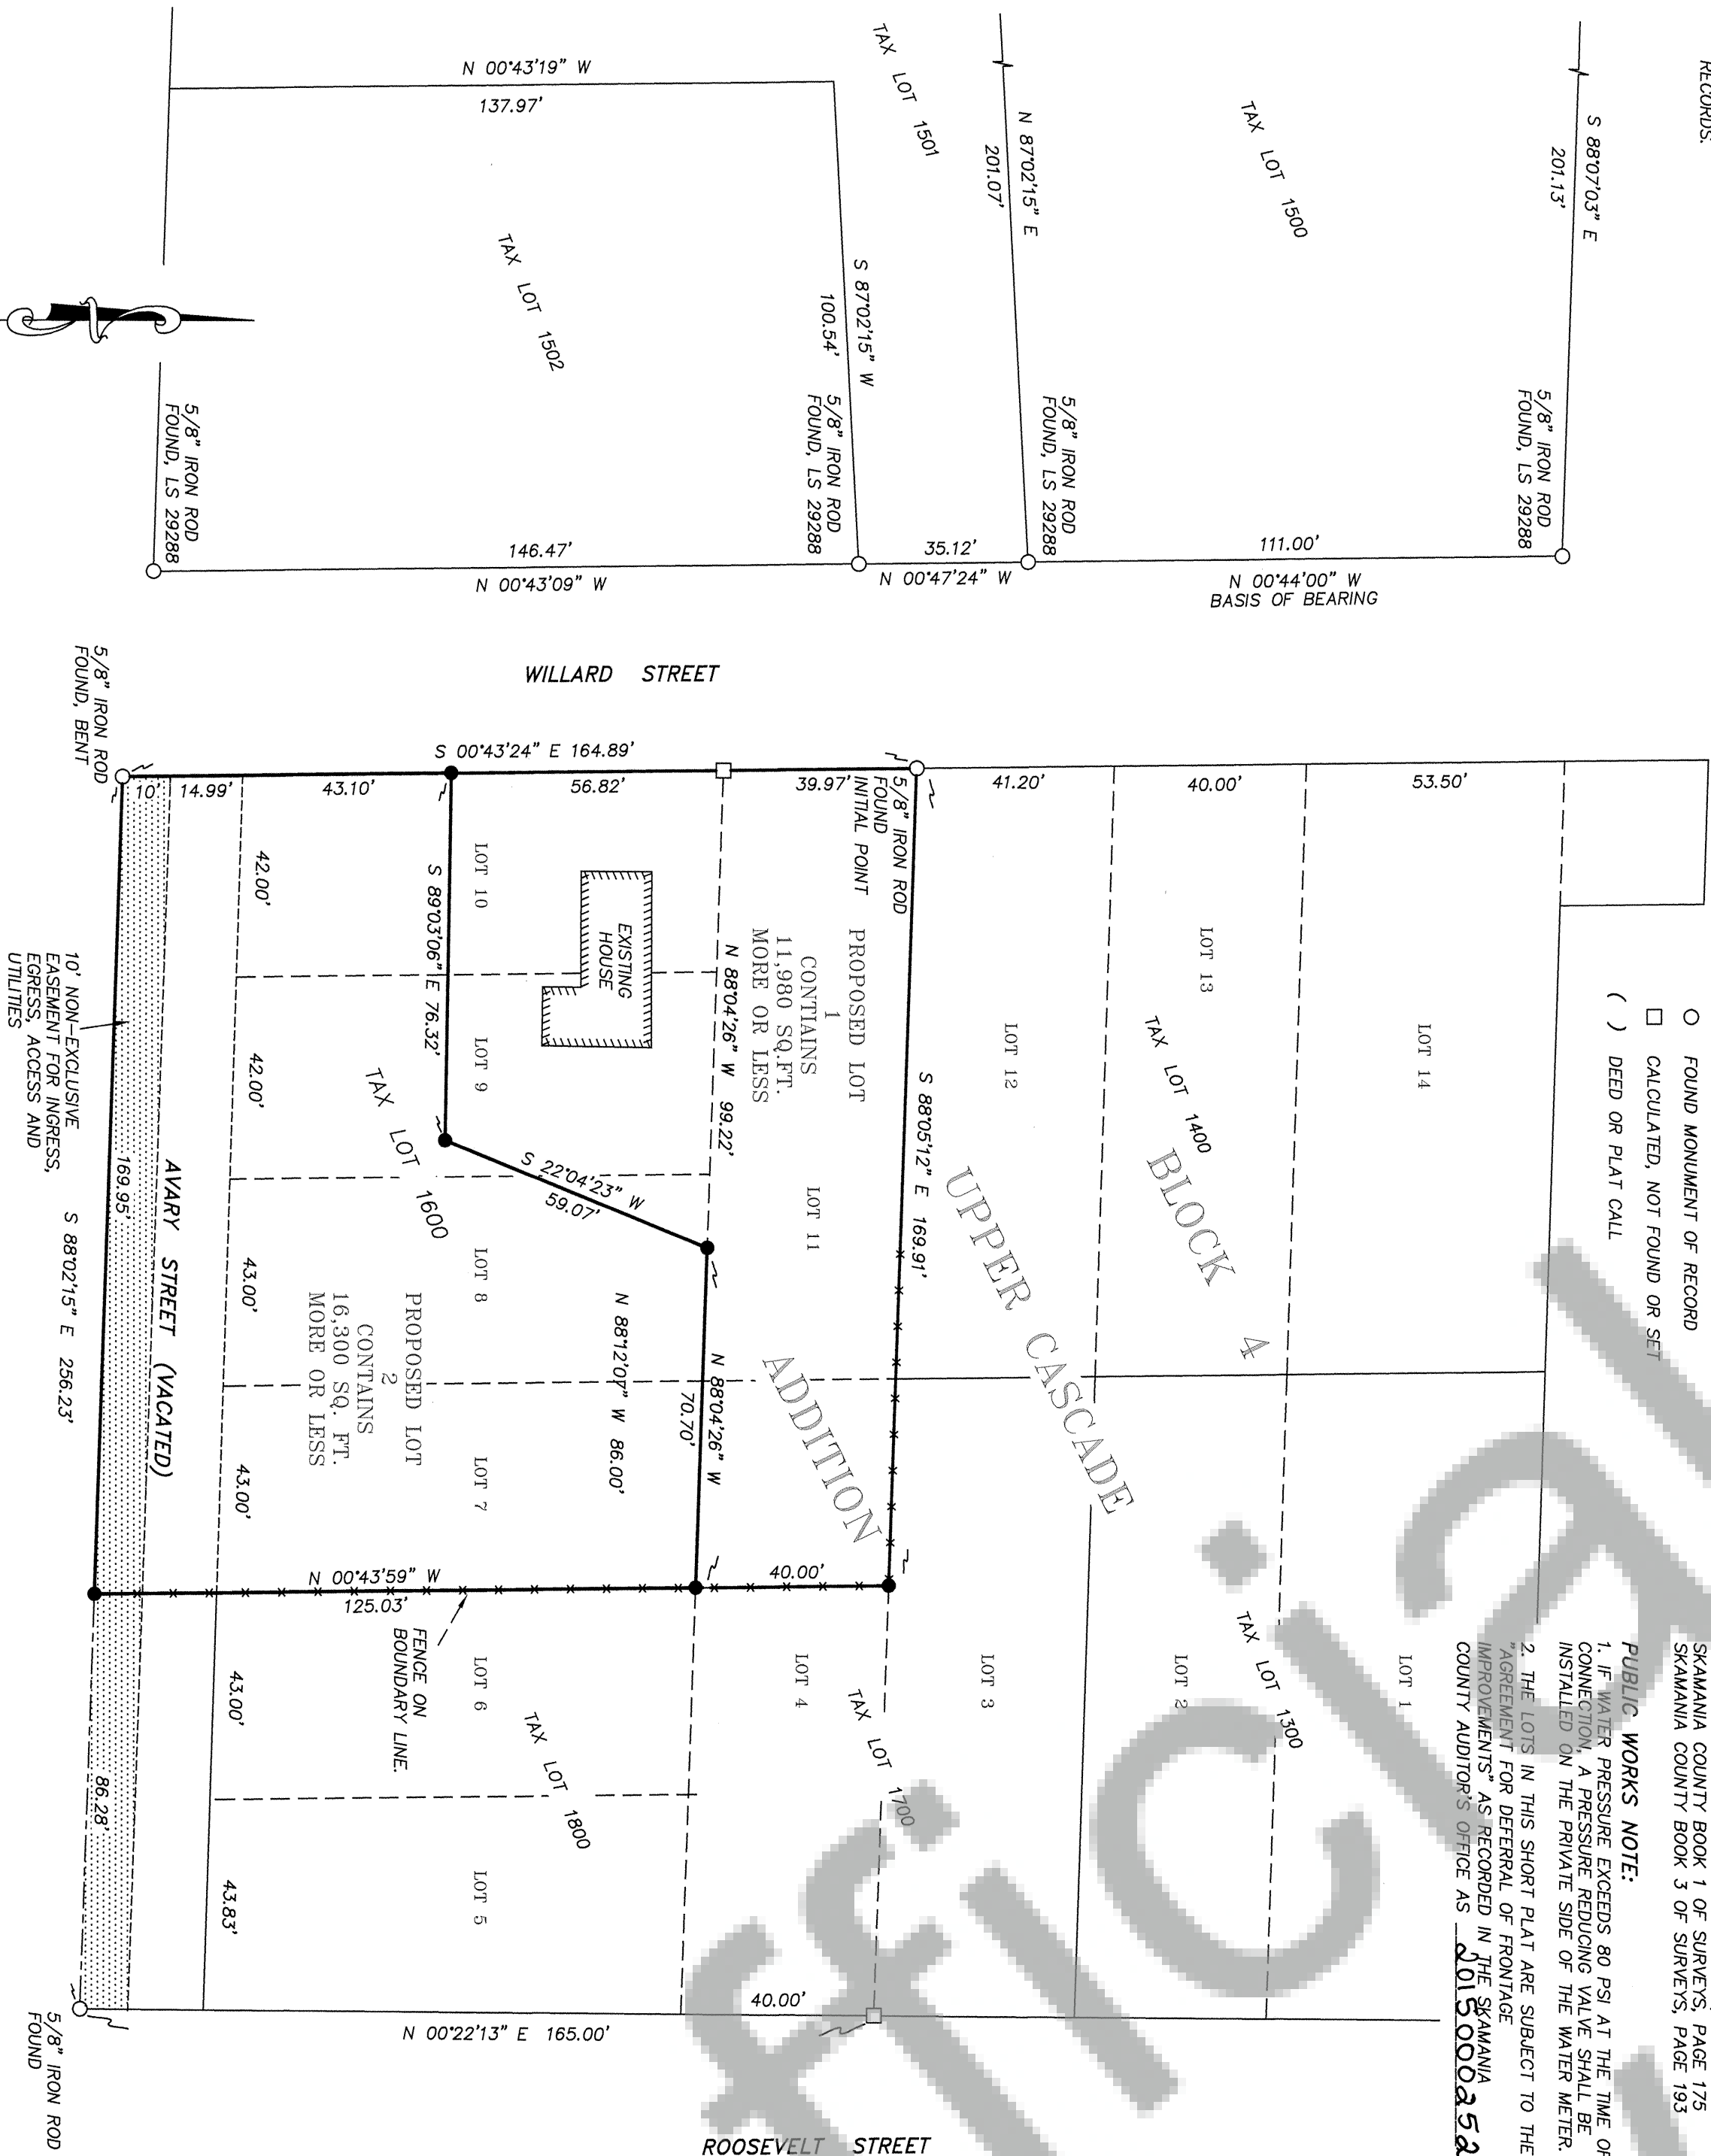 RECORDS.
S 88°07'03" E
201.13'
TAX LOT 1500
5/8" IRON ROD
FOUND, LS 29288
111.00'
N 00°44'00" W
BASIS OF BEARING
N 87°02'15" E
201.07'
TAX LOT 1501
5/8" IRON ROD
FOUND, LS 29288
35.12'
N 00°47'24" W
S 87°02'15" W
100.54'
5/8" IRON ROD
FOUND, LS 29288
N 00°43'19" W
137.97'
TAX LOT 1502
146.47'
N 00°43'09" W
5/8" IRON ROD
FOUND, LS 29288
WILLARD STREET
5/8" IRON ROD
FOUND, BENT
S 00°43'24" E 164.89'
10'
14.99'
43.10'
56.82'
39.97'
41.20'
40.00'
53.50'
5/8" IRON ROD
FOUND
INITIAL POINT
○ FOUND MONUMENT OF RECORD
□ CALCULATED, NOT FOUND OR SET
( ) DEED OR PLAT CALL
LOT 14
LOT 13
TAX LOT 1400
LOT 12
BLOCK 4
UPPER CASCADE
ADDITION
S 88°05'12" E 169.91'
PROPOSED LOT
1
CONTIAINS
11,980 SQ.FT.
MORE OR LESS
LOT 11
N 88°04'26" W 99.22'
EXISTING
HOUSE
LOT 10
LOT 9
S 89°03'06" E 76.32'
S 22°04'23" W
59.07'
TAX LOT 1600
LOT 8
LOT 7
N 88°04'26" W
70.70'
N 88°12'07" W 86.00'
PROPOSED LOT
2
CONTAINS
16,300 SQ. FT.
MORE OR LESS
42.00'
42.00'
43.00'
43.00'
43.00'
43.83'
AVARY STREET (VACATED)
169.95'
S 88°02'15" E 256.23'
86.28'
10' NON-EXCLUSIVE
EASEMENT FOR INGRESS,
EGRESS, ACCESS AND
UTILITIES
N 00°43'59" W
125.03'
40.00'
FENCE ON
BOUNDARY LINE.
LOT 6
LOT 5
TAX LOT 1800
LOT 4
TAX LOT 1700
LOT 3
LOT 2
TAX LOT 1300
LOT 1
40.00'
N 00°22'13" E 165.00'
5/8" IRON ROD
FOUND
ROOSEVELT STREET
SKAMANIA COUNTY BOOK 1 OF SURVEYS, PAGE 175
SKAMANIA COUNTY BOOK 3 OF SURVEYS, PAGE 193
PUBLIC WORKS NOTE:
1. IF WATER PRESSURE EXCEEDS 80 PSI AT THE TIME OF
CONNECTION, A PRESSURE REDUCING VALVE SHALL BE
INSTALLED ON THE PRIVATE SIDE OF THE WATER METER.
2. THE LOTS IN THIS SHORT PLAT ARE SUBJECT TO THE
"AGREEMENT FOR DEFERRAL OF FRONTAGE
IMPROVEMENTS" AS RECORDED IN THE SKAMANIA
COUNTY AUDITOR'S OFFICE AS 2015000252
fficial